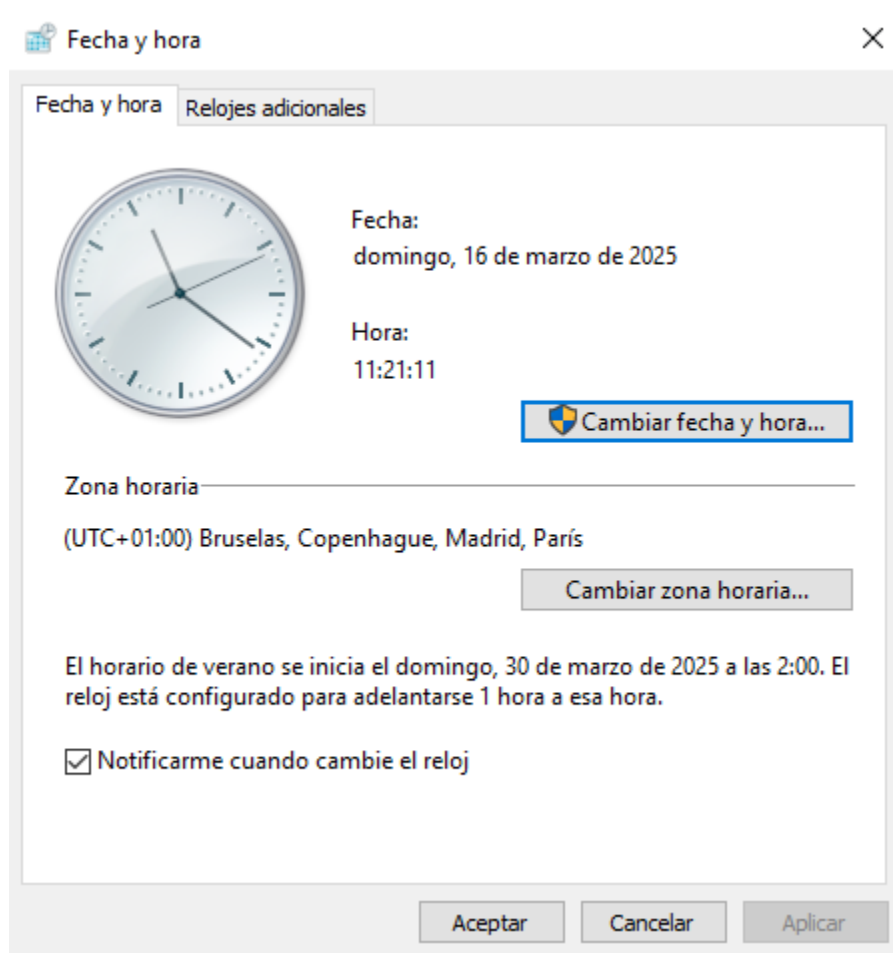 Fecha y hora
Fecha y hora
Relojes adicionales
Fecha:
domingo, 16 de marzo de 2025
Hora:
11:21:11
Cambiar fecha y hora...
Zona horaria
(UTC+01:00) Bruselas, Copenhague, Madrid, París
Cambiar zona horaria...
El horario de verano se inicia el domingo, 30 de marzo de 2025 a las 2:00. El
reloj está configurado para adelantarse 1 hora a esa hora.
Notificarme cuando cambie el reloj
Aceptar
Cancelar
Aplicar